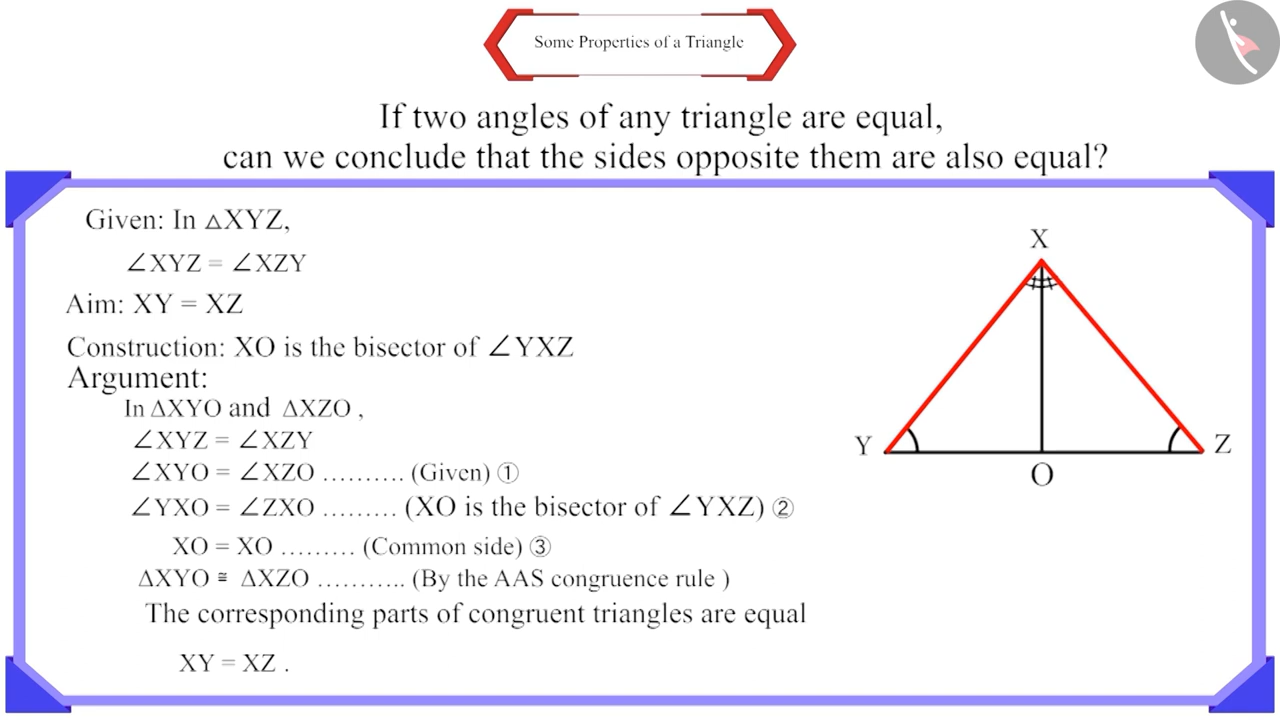 Some Properties of a Triangle
If two angles of any triangle are equal,
can we conclude that the sides opposite them are also equal?
Given: In △XYZ,
∠XYZ = ∠XZY
Aim: XY = XZ
Construction: XO is the bisector of ∠YXZ
Argument:
In ΔXYO and ΔXZO ,
∠XYZ = ∠XZY
∠XYO = ∠XZO .......... (Given) ①
∠YXO = ∠ZXO ......... (XO is the bisector of ∠YXZ) ②
XO = XO ......... (Common side) ③
ΔXYO ≅ ΔXZO ........... (By the AAS congruence rule )
The corresponding parts of congruent triangles are equal
XY = XZ .
X
Y
Z
O